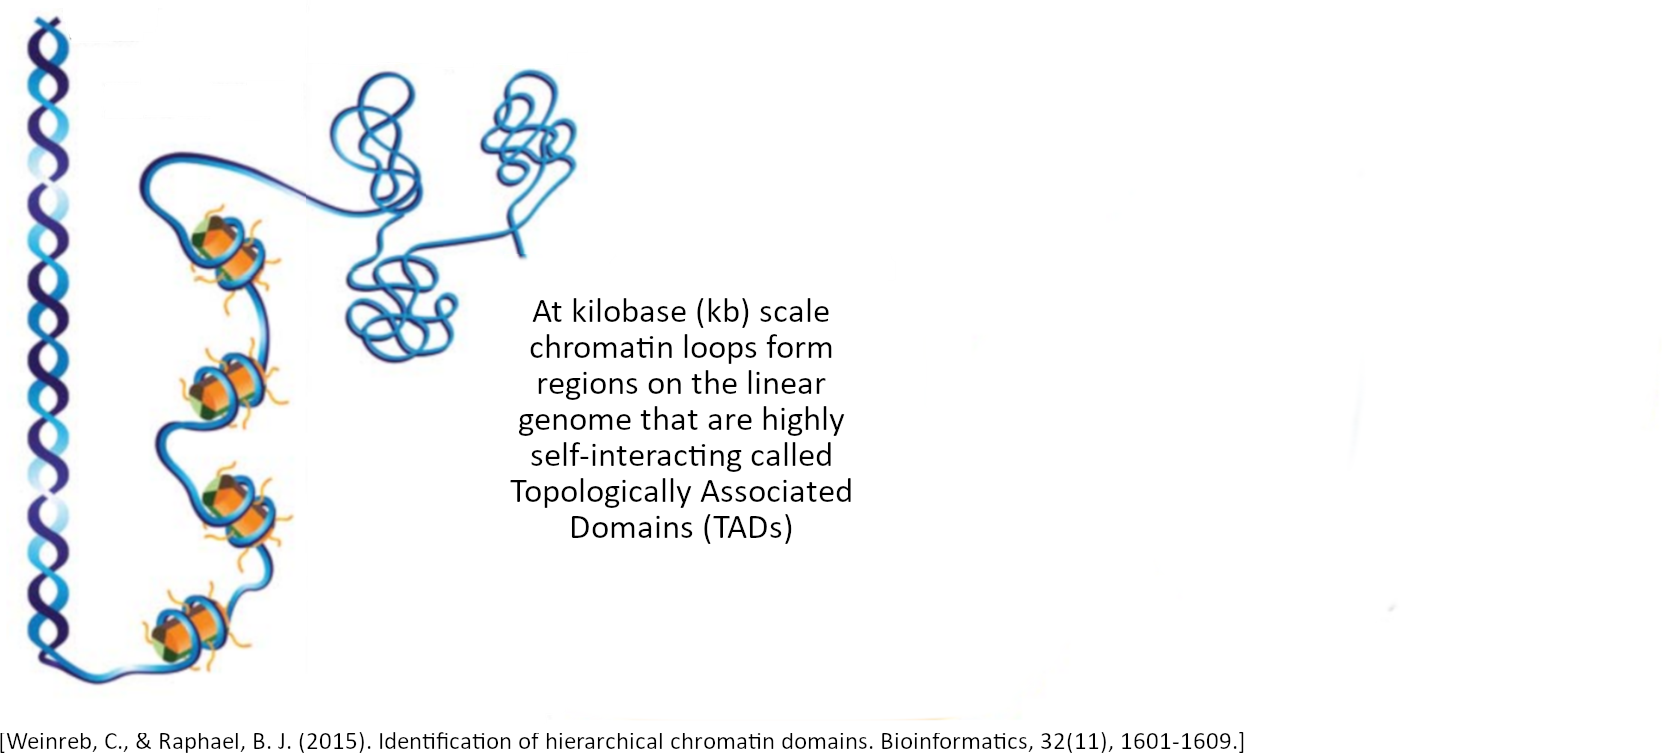 At kilobase (kb) scale
chromatin loops form
regions on the linear
genome that are highly
self-interacting called
Topologically Associated
Domains (TADs)
[Weinreb, C., & Raphael, B. J. (2015). Identification of hierarchical chromatin domains. Bioinformatics, 32(11), 1601-1609.]